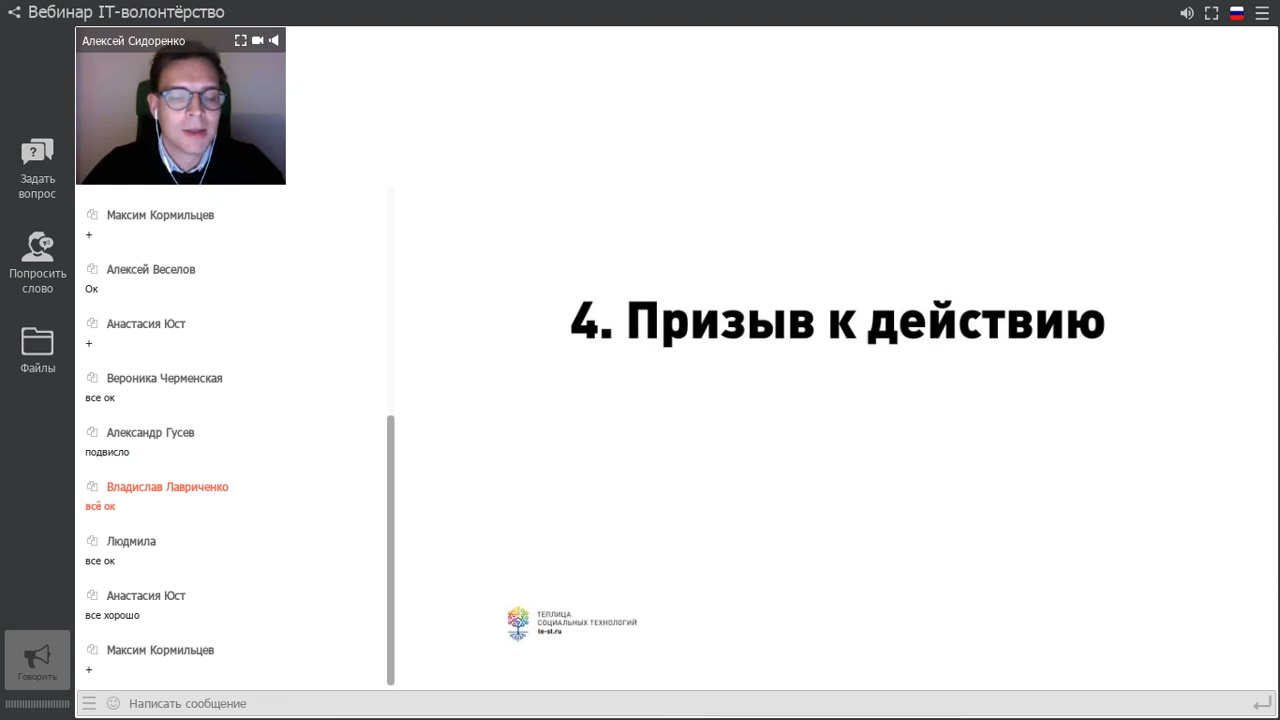 Вебинар IT-волонтёрство
Алексей Сидоренко
Задать
вопрос
Попросить
слово
Файлы
Говорить
Максим Кормильцев
+
Алексей Веселов
Ок
Анастасия Юст
+
Вероника Черменская
все ок
Александр Гусев
подвисло
Владислав Лавриченко
всё ок
Людмила
все ок
Анастасия Юст
все хорошо
Максим Кормильцев
+
Написать сообщение
4. Призыв к действию
ТЕПЛИЦА
СОЦИАЛЬНЫХ ТЕХНОЛОГИЙ
te-st.ru